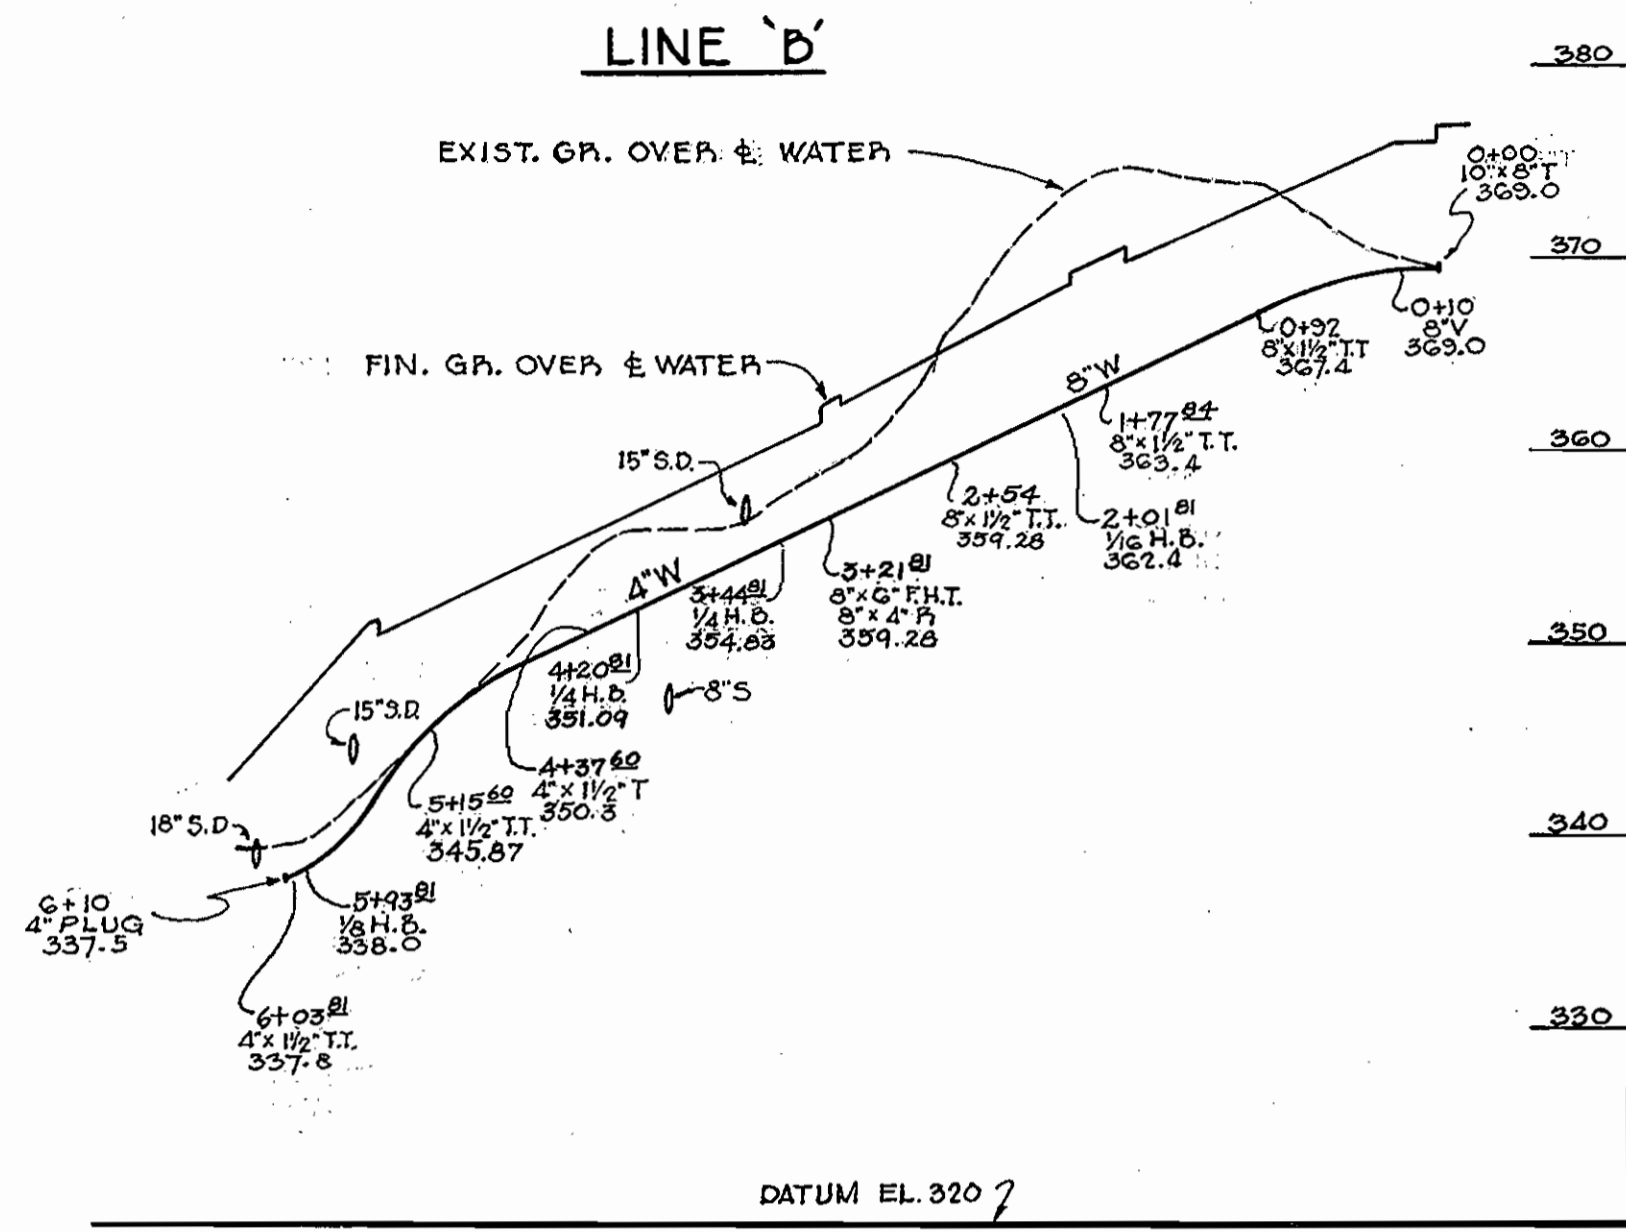 LINE 'B'
380
EXIST. GR. OVER ℄ WATER
0+00
10"x8"T
369.0
370
0+10
8"V
369.0
0+92
8"x1½"T.T
367.4
FIN. GR. OVER ℄ WATER
8"W
1+77 84
8"x1½"T.T.
363.4
360
15"S.D.
2+54
8"x1½"T.T.
359.28
2+01 81
1/16 H.B.
362.4
4"W
3+44 81
1/4 H.B.
354.83
3+21 81
8"x6" F.H.T.
8"x4" R
359.28
350
4+20 81
1/4 H.B.
351.09
8"S
15"S.D.
4+37 60
4"x1½"T
350.3
5+15 60
4"x1½"T.T.
345.87
18"S.D
340
6+10
4" PLUG
337.5
5+93 81
1/8 H.B.
338.0
6+03 81
4"x1½"T.T.
337.8
330
DATUM EL. 320